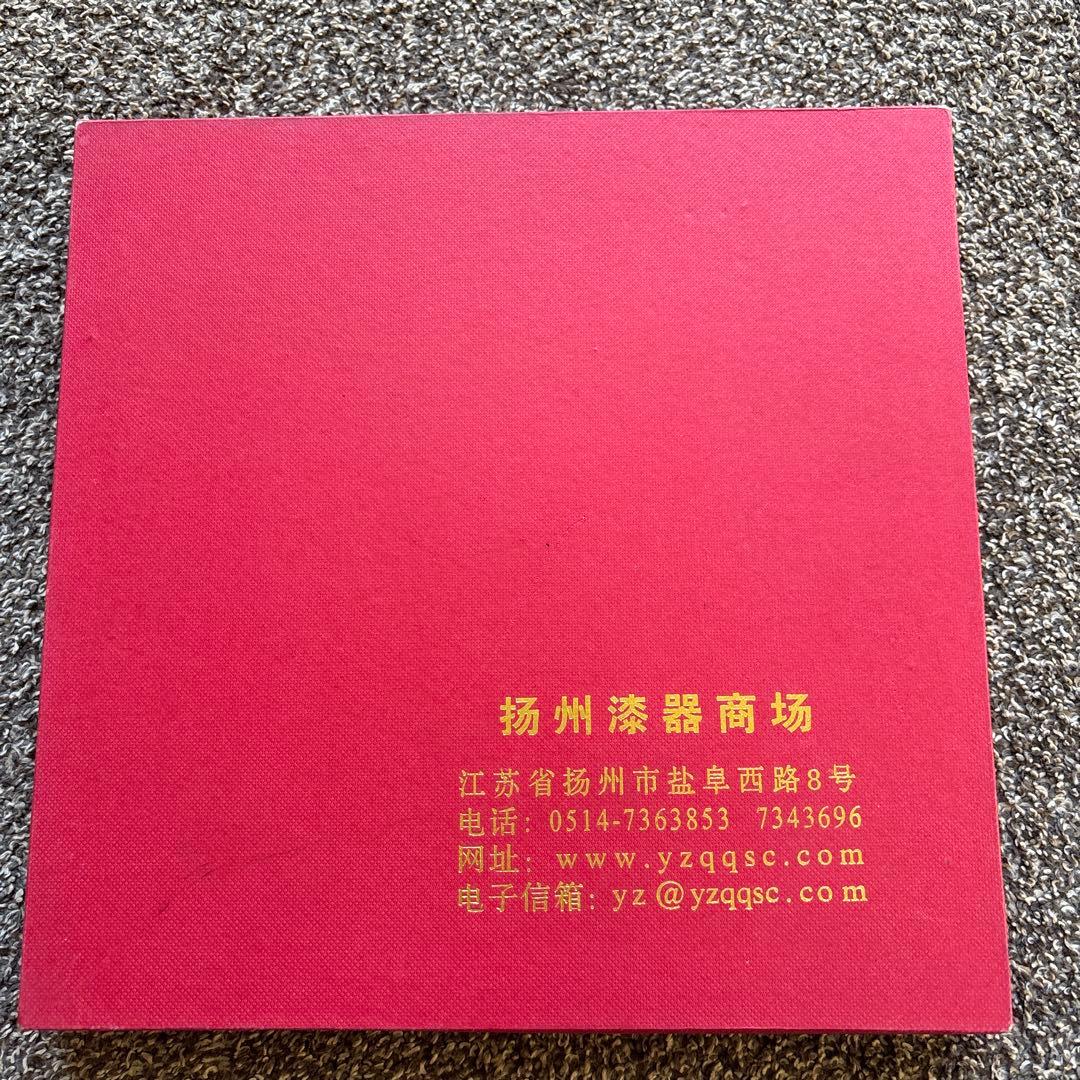 扬州漆器商场
江苏省扬州市盐阜西路8号
电话：0514-7363853 7343696
网址：www.yzqqsc.com
电子信箱：yz@yzqqsc.com